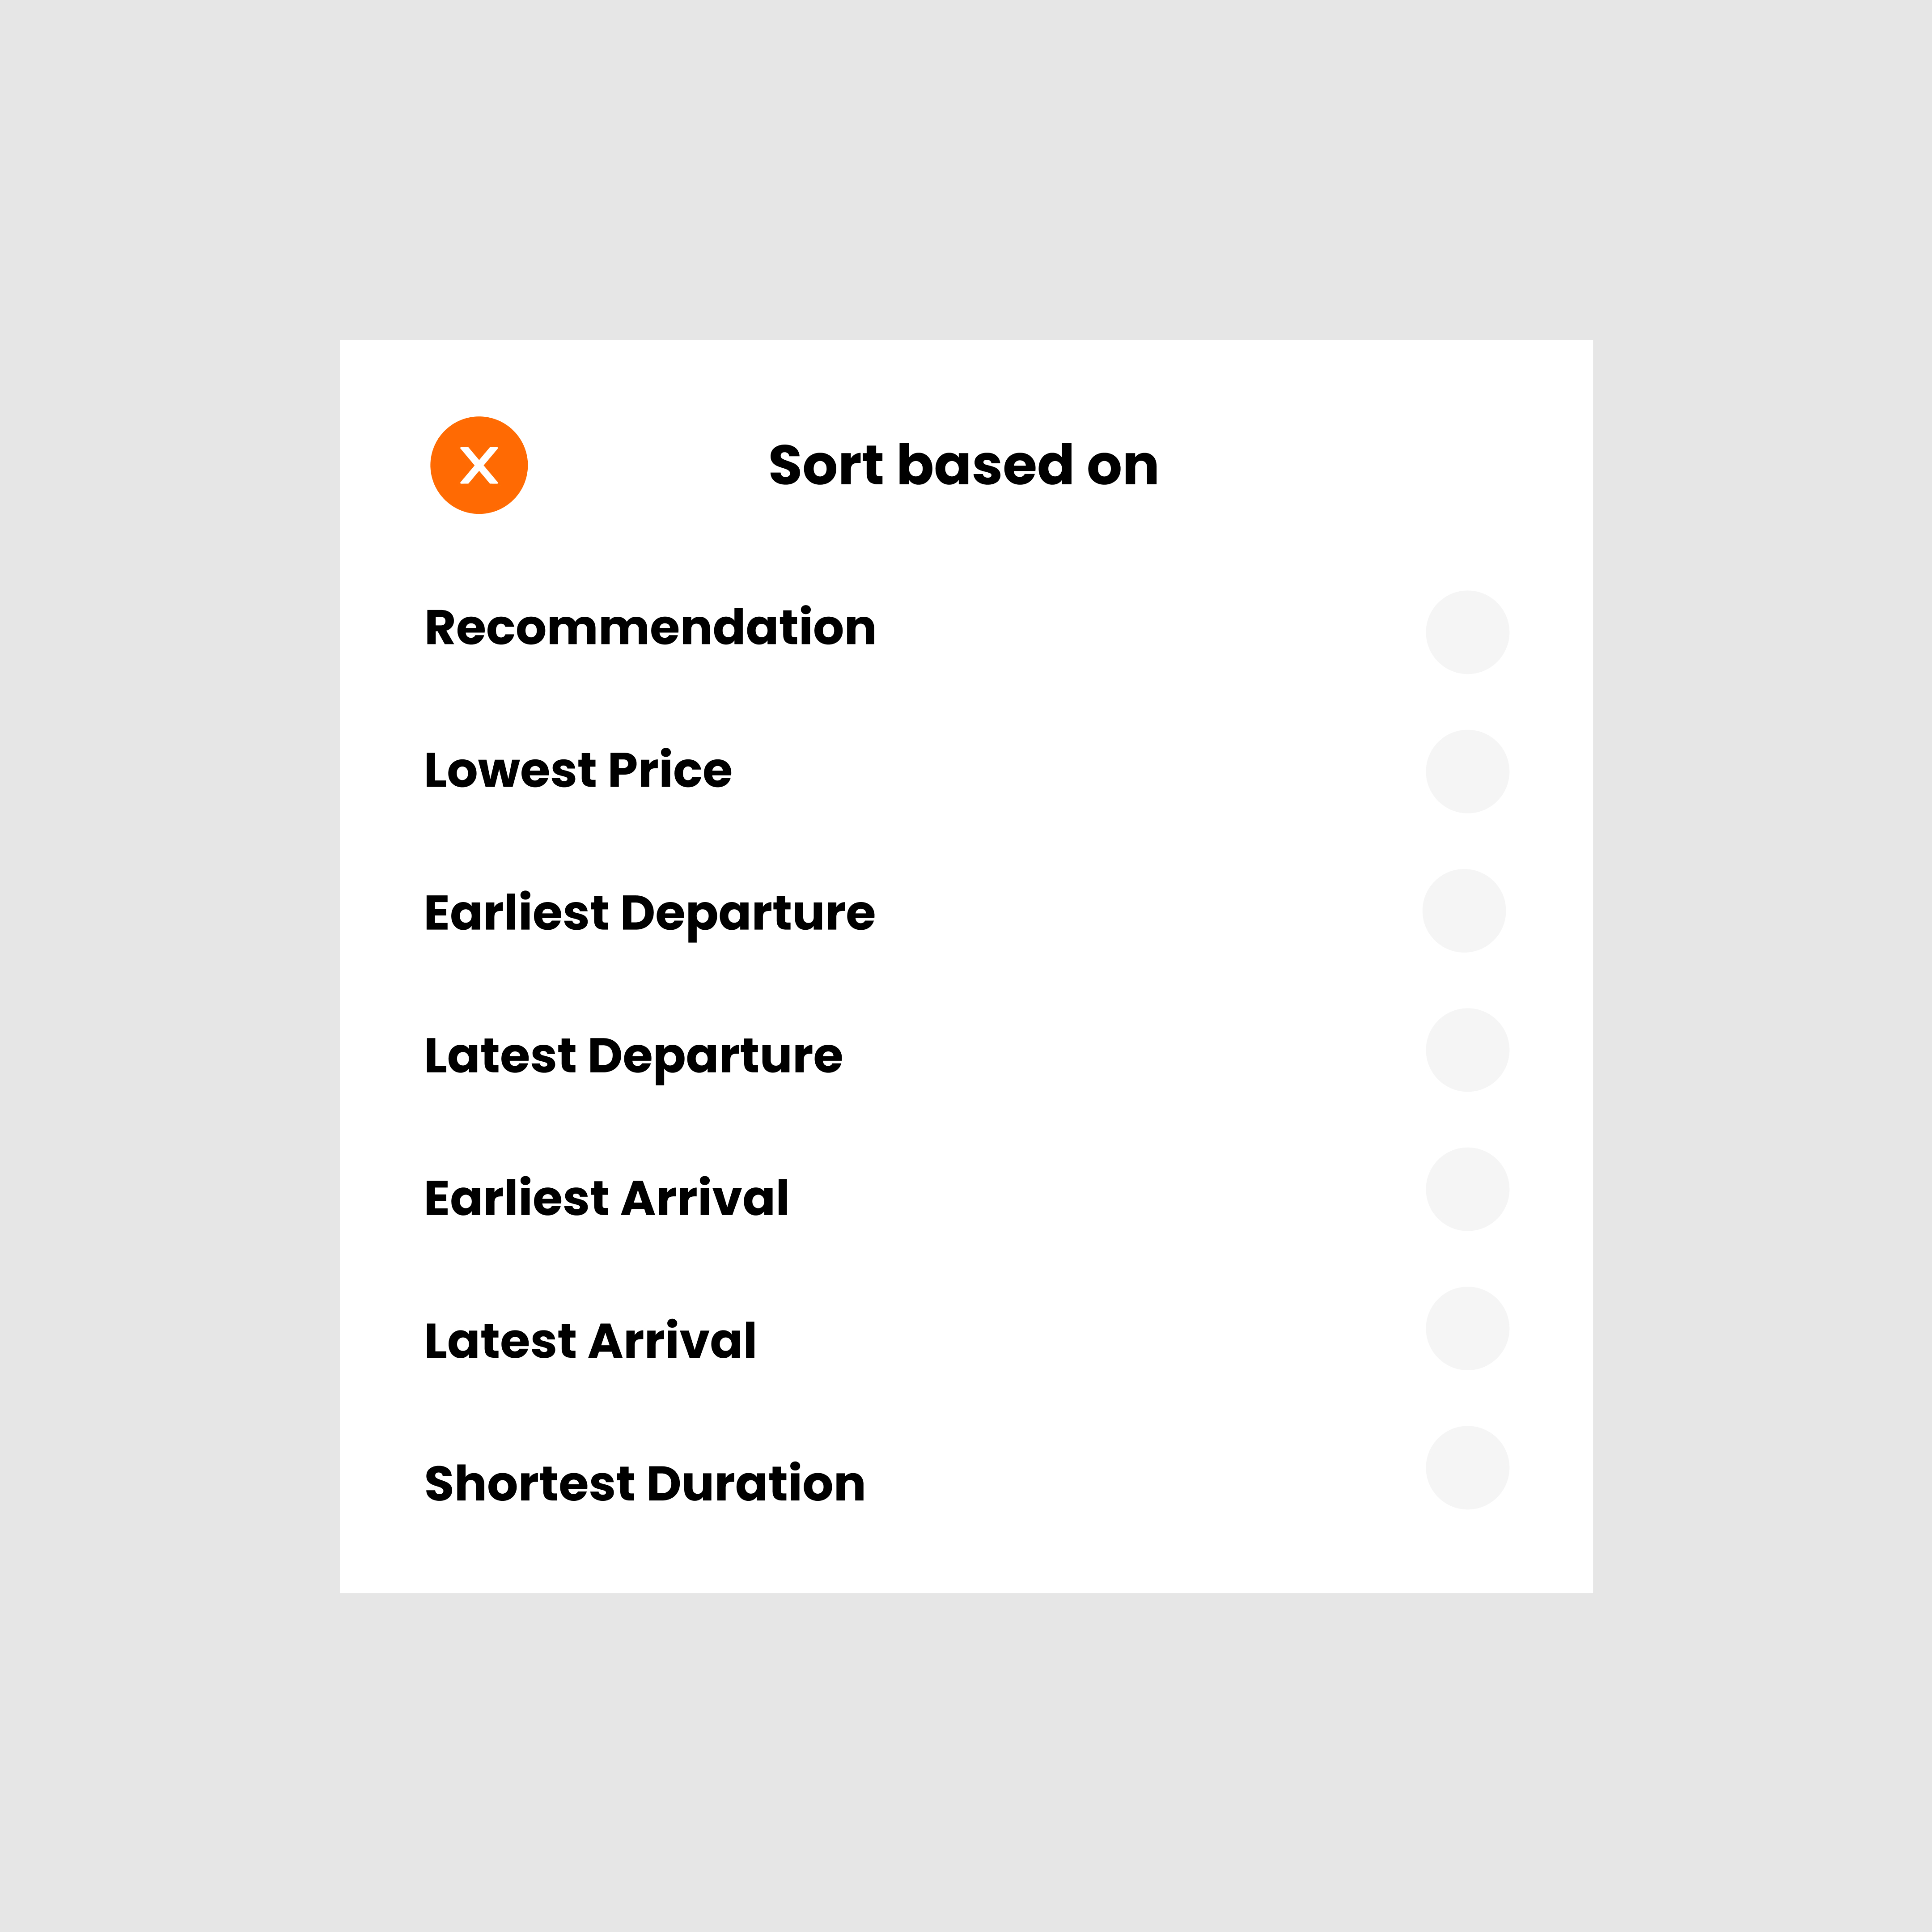 X
Sort based on
Recommendation
Lowest Price
Earliest Departure
Latest Departure
Earliest Arrival
Latest Arrival
Shortest Duration